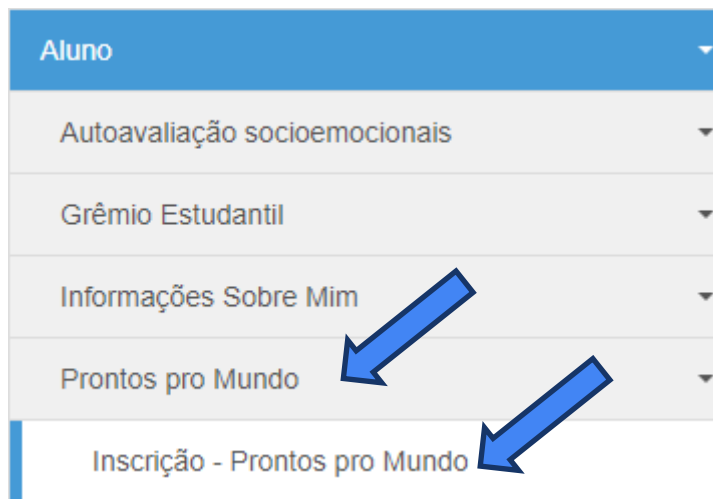 Aluno
Autoavaliação socioemocionais
Grêmio Estudantil
Informações Sobre Mim
Prontos pro Mundo
Inscrição - Prontos pro Mundo